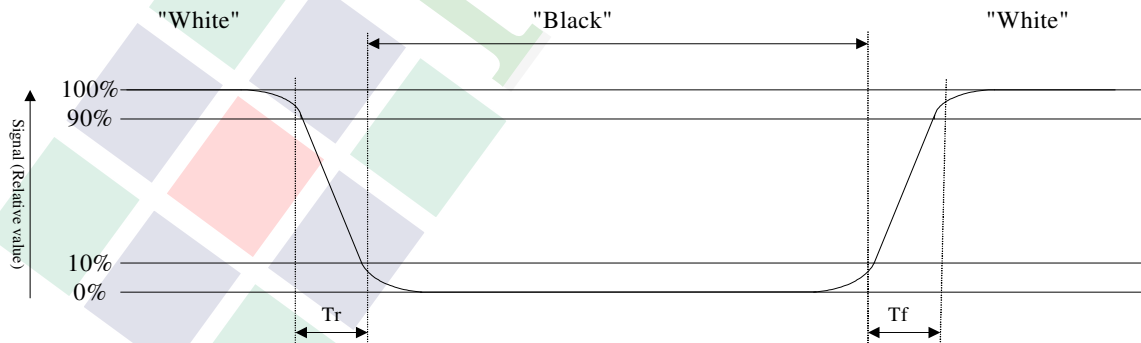 "White" "Black" "White"
100%
90%
Signal (Relative value)
10%
0%
Tr Tf